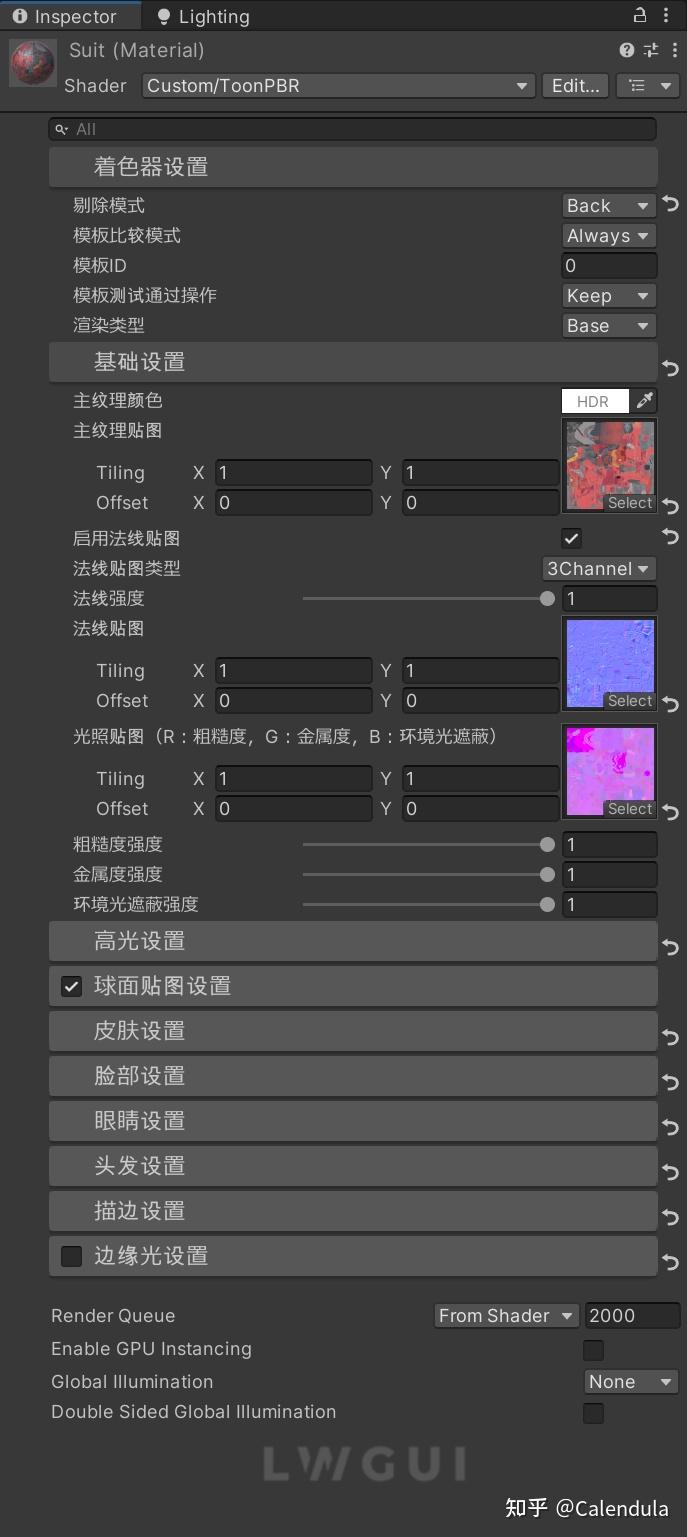 Inspector Lighting
Suit (Material)
Shader Custom/ToonPBR Edit...
All
着色器设置
剔除模式 Back
模板比较模式 Always
模板ID 0
模板测试通过操作 Keep
渲染类型 Base
基础设置
主纹理颜色 HDR
主纹理贴图
Tiling X 1 Y 1
Offset X 0 Y 0 Select
启用法线贴图
法线贴图类型 3Channel
法线强度 1
法线贴图
Tiling X 1 Y 1
Offset X 0 Y 0 Select
光照贴图（R：粗糙度，G：金属度，B：环境光遮蔽）
Tiling X 1 Y 1
Offset X 0 Y 0 Select
粗糙度强度 1
金属度强度 1
环境光遮蔽强度 1
高光设置
球面贴图设置
皮肤设置
脸部设置
眼睛设置
头发设置
描边设置
边缘光设置
Render Queue From Shader 2000
Enable GPU Instancing
Global Illumination None
Double Sided Global Illumination
LWGUI
知乎 @Calendula